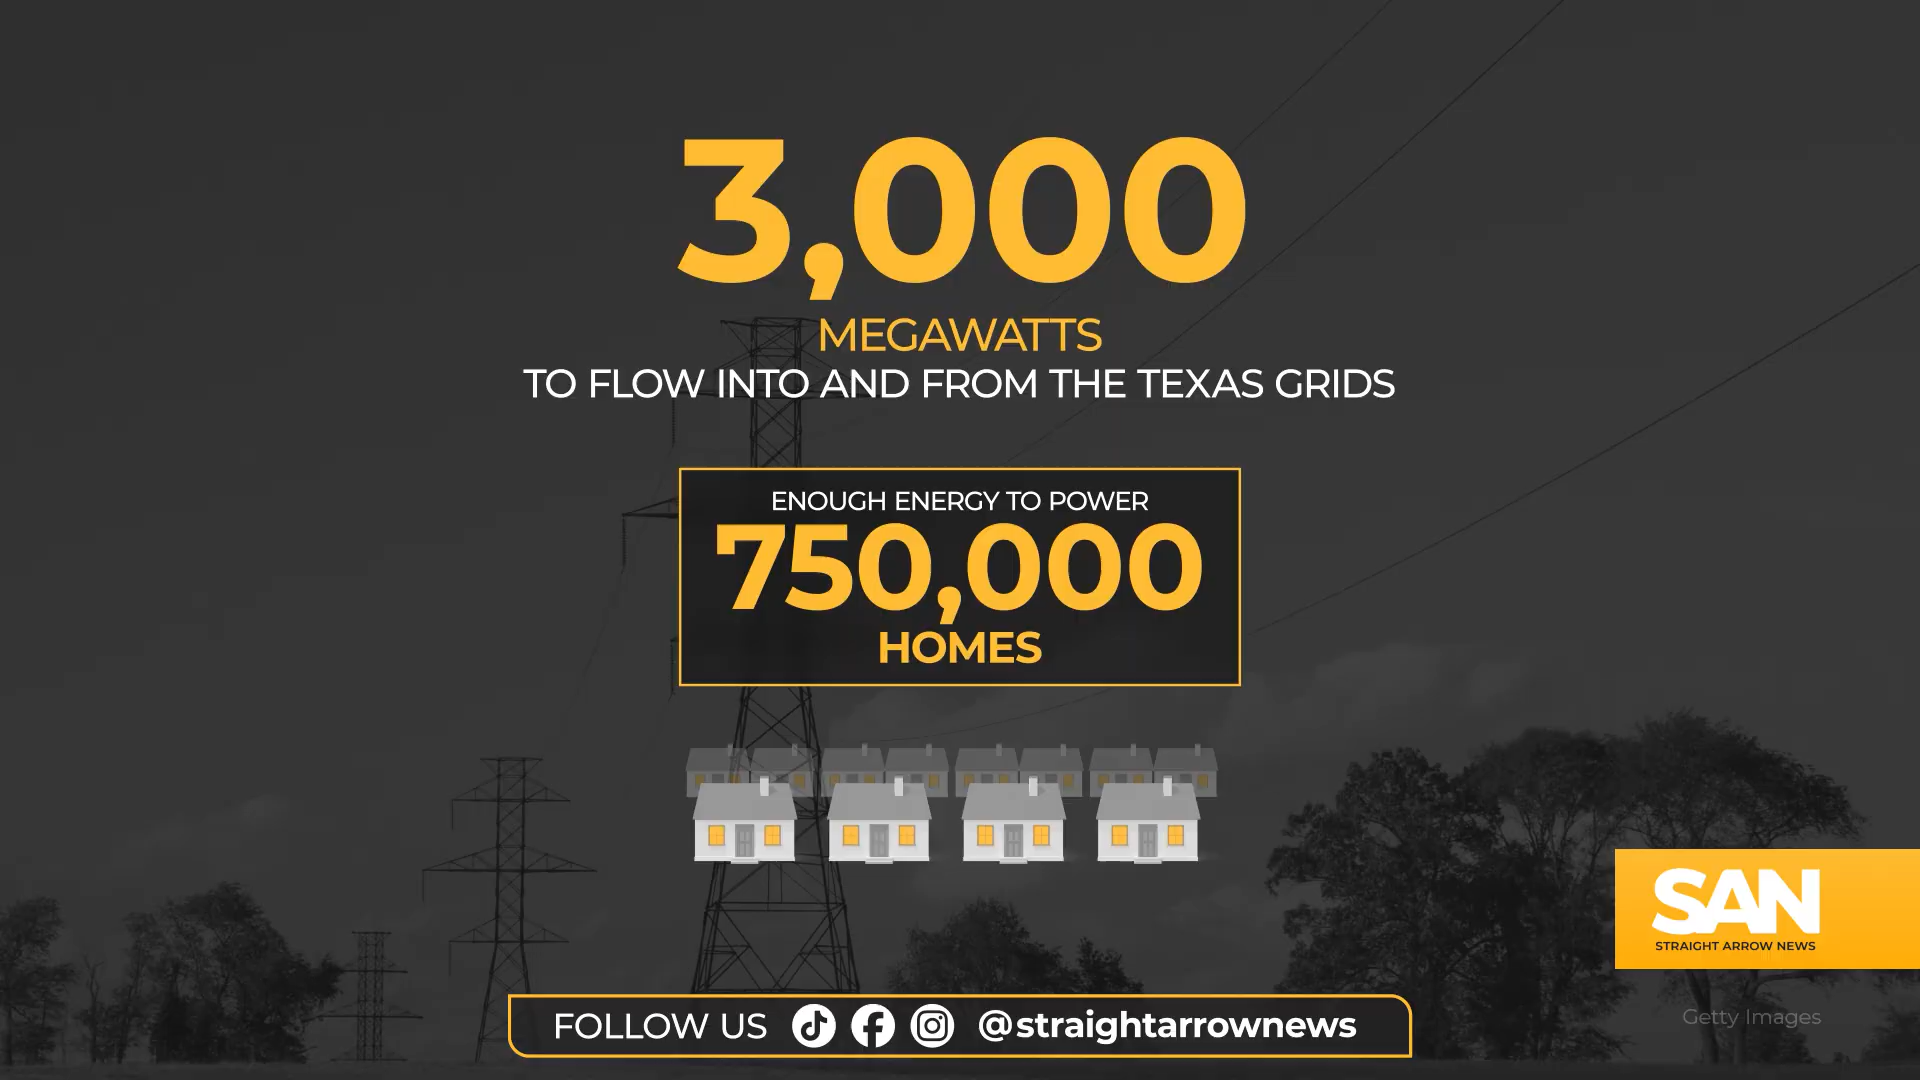 3,000
MEGAWATTS
TO FLOW INTO AND FROM THE TEXAS GRIDS
ENOUGH ENERGY TO POWER
750,000
HOMES
SAN
STRAIGHT ARROW NEWS
FOLLOW US @straightarrownews
Getty Images